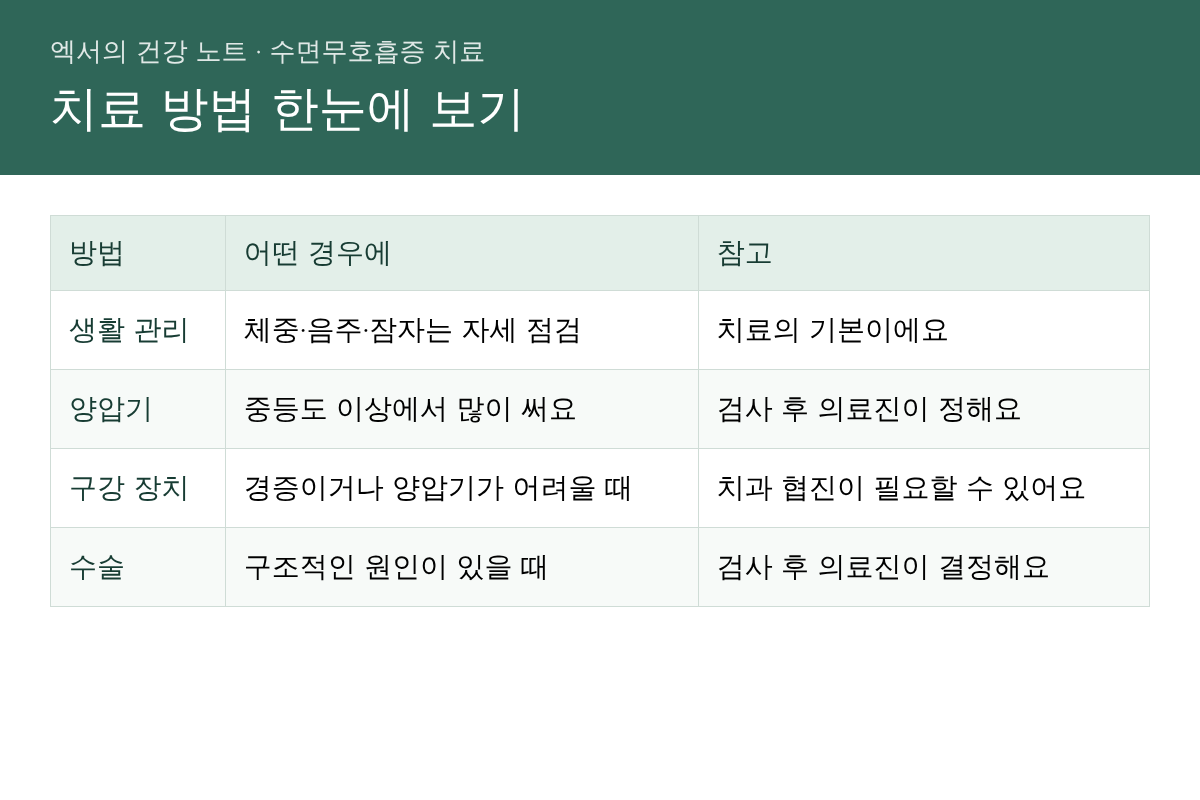 엑서의 건강 노트 · 수면무호흡증 치료
치료 방법 한눈에 보기
방법 어떤 경우에 참고
생활 관리 체중·음주·잠자는 자세 점검 치료의 기본이에요
양압기 중등도 이상에서 많이 써요 검사 후 의료진이 정해요
구강 장치 경증이거나 양압기가 어려울 때 치과 협진이 필요할 수 있어요
수술 구조적인 원인이 있을 때 검사 후 의료진이 결정해요